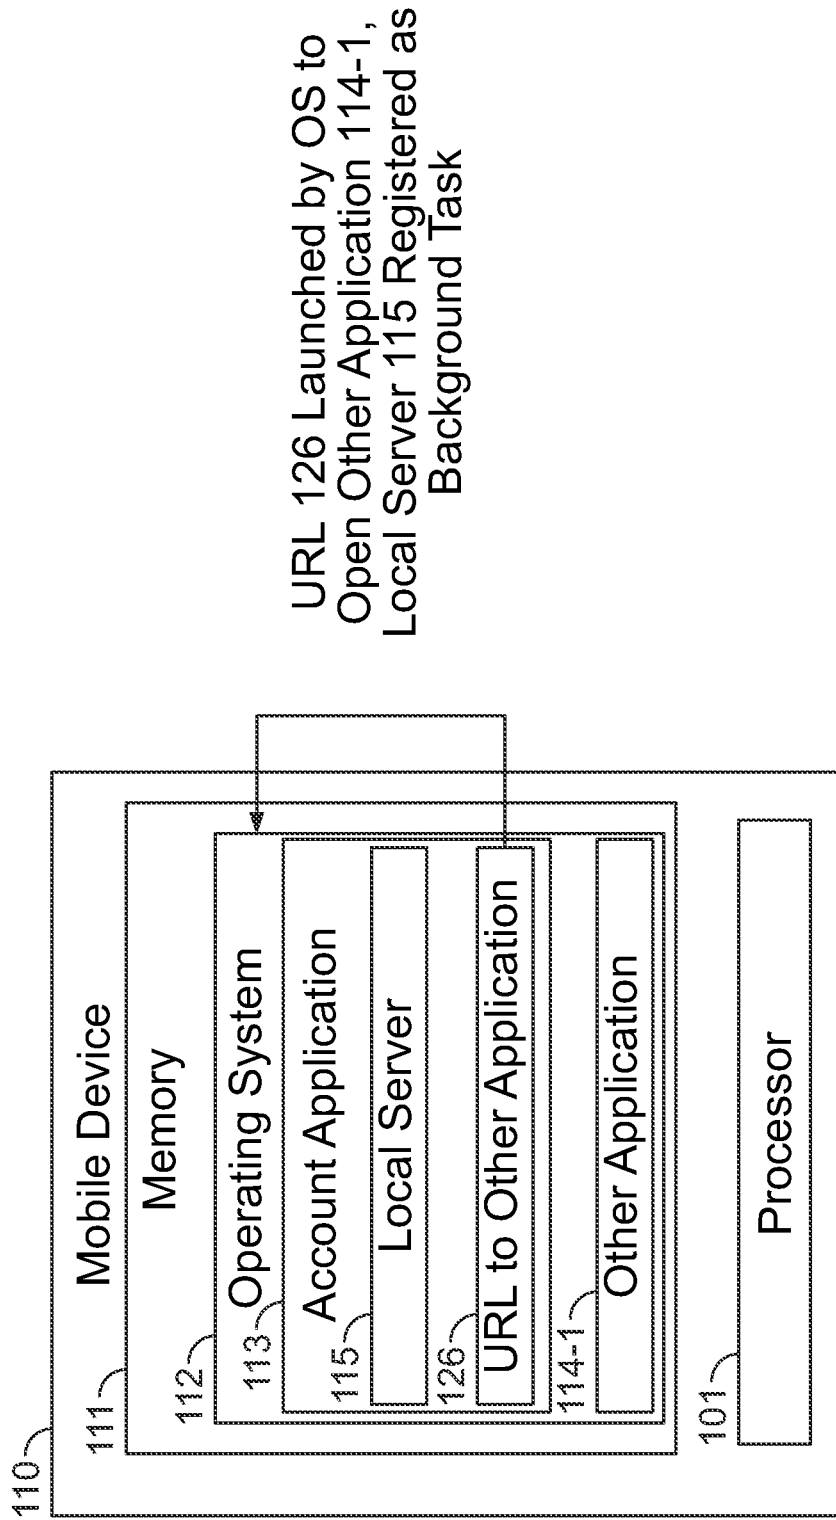 110
Mobile Device
111
Memory
112
Operating System
113
Account Application
115
Local Server
126
URL to Other Application
114-1
Other Application
101
Processor
URL 126 Launched by OS to
Open Other Application 114-1,
Local Server 115 Registered as
Background Task